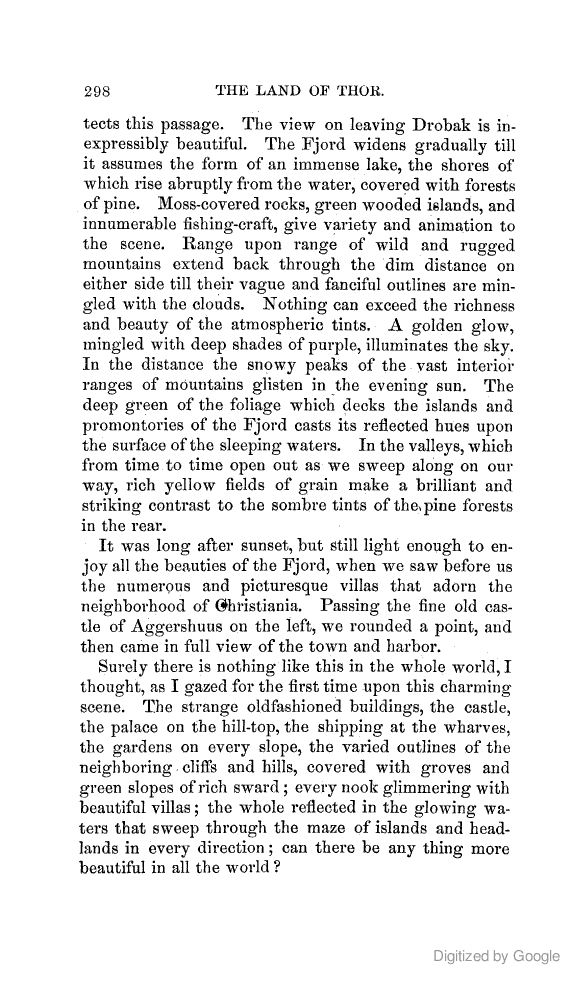 298 THE LAND OF THOR.
tects this passage. The view on leaving Drobak is in-
expressibly beautiful. The Fjord widens gradually till
it assumes the form of an immense lake, the shores of
which rise abruptly from the water, covered with forests
of pine. Moss-covered rocks, green wooded islands, and
innumerable fishing-craft, give variety and animation to
the scene. Range upon range of wild and rugged
mountains extend back through the dim distance on
either side till their vague and fanciful outlines are min-
gled with the clouds. Nothing can exceed the richness
and beauty of the atmospheric tints. A golden glow,
mingled with deep shades of purple, illuminates the sky.
In the distance the snowy peaks of the vast interior
ranges of mountains glisten in the evening sun. The
deep green of the foliage which decks the islands and
promontories of the Fjord casts its reflected hues upon
the surface of the sleeping waters. In the valleys, which
from time to time open out as we sweep along on our
way, rich yellow fields of grain make a brilliant and
striking contrast to the sombre tints of the pine forests
in the rear.
It was long after sunset, but still light enough to en-
joy all the beauties of the Fjord, when we saw before us
the numerous and picturesque villas that adorn the
neighborhood of Christiania. Passing the fine old cas-
tle of Aggershuus on the left, we rounded a point, and
then came in full view of the town and harbor.
Surely there is nothing like this in the whole world, I
thought, as I gazed for the first time upon this charming
scene. The strange oldfashioned buildings, the castle,
the palace on the hill-top, the shipping at the wharves,
the gardens on every slope, the varied outlines of the
neighboring cliffs and hills, covered with groves and
green slopes of rich sward; every nook glimmering with
beautiful villas; the whole reflected in the glowing wa-
ters that sweep through the maze of islands and head-
lands in every direction; can there be any thing more
beautiful in all the world?
Digitized by Google